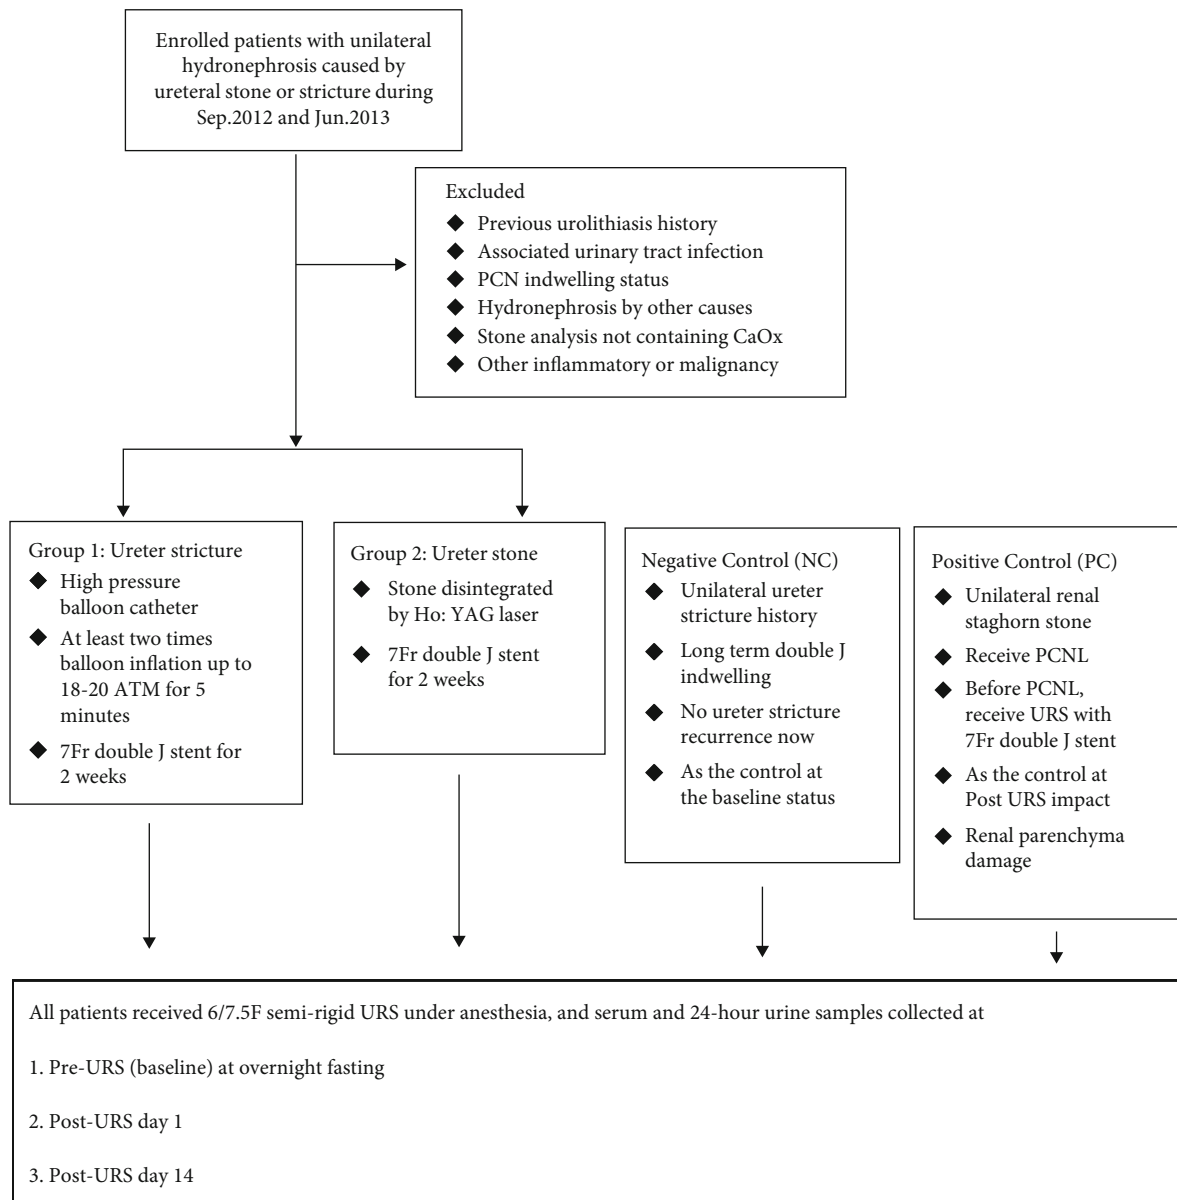 Enrolled patients with unilateral
hydronephrosis caused by
ureteral stone or stricture during
Sep.2012 and Jun.2013
Excluded
◆ Previous urolithiasis history
◆ Associated urinary tract infection
◆ PCN indwelling status
◆ Hydronephrosis by other causes
◆ Stone analysis not containing CaOx
◆ Other inflammatory or malignancy
Group 1: Ureter stricture
◆ High pressure
balloon catheter
◆ At least two times
balloon inflation up to
18-20 ATM for 5
minutes
◆ 7Fr double J stent for
2 weeks
Group 2: Ureter stone
◆ Stone disintegrated
by Ho: YAG laser
◆ 7Fr double J stent
for 2 weeks
Negative Control (NC)
◆ Unilateral ureter
stricture history
◆ Long term double J
indwelling
◆ No ureter stricture
recurrence now
◆ As the control at
the baseline status
Positive Control (PC)
◆ Unilateral renal
staghorn stone
◆ Receive PCNL
◆ Before PCNL,
receive URS with
7Fr double J stent
◆ As the control at
Post URS impact
◆ Renal parenchyma
damage
All patients received 6/7.5F semi-rigid URS under anesthesia, and serum and 24-hour urine samples collected at
1. Pre-URS (baseline) at overnight fasting
2. Post-URS day 1
3. Post-URS day 14